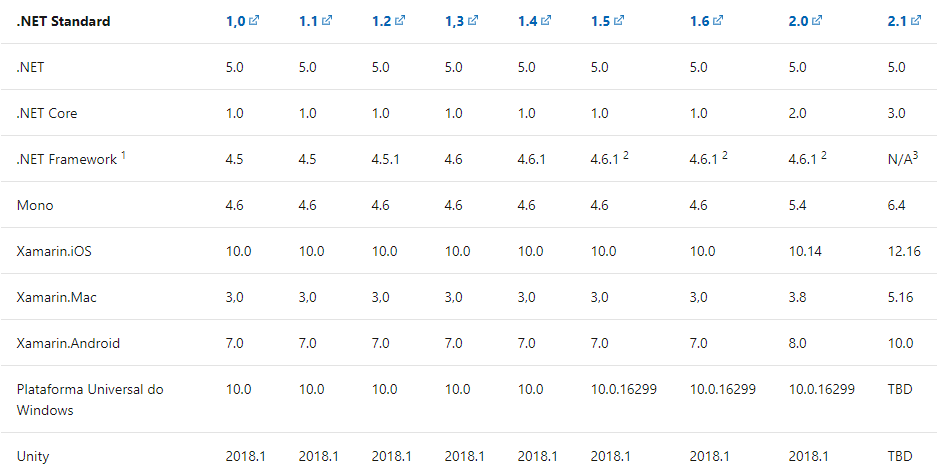 .NET Standard 1,0 1.1 1.2 1,3 1.4 1.5 1.6 2.0 2.1
.NET 5.0 5.0 5.0 5.0 5.0 5.0 5.0 5.0 5.0
.NET Core 1.0 1.0 1.0 1.0 1.0 1.0 1.0 2.0 3.0
.NET Framework 1 4.5 4.5 4.5.1 4.6 4.6.1 4.6.1 2 4.6.1 2 4.6.1 2 N/A3
Mono 4.6 4.6 4.6 4.6 4.6 4.6 4.6 5.4 6.4
Xamarin.iOS 10.0 10.0 10.0 10.0 10.0 10.0 10.0 10.14 12.16
Xamarin.Mac 3,0 3,0 3,0 3,0 3,0 3,0 3,0 3.8 5.16
Xamarin.Android 7.0 7.0 7.0 7.0 7.0 7.0 7.0 8.0 10.0
Plataforma Universal do 10.0 10.0 10.0 10.0 10.0 10.0.16299 10.0.16299 10.0.16299 TBD
Windows
Unity 2018.1 2018.1 2018.1 2018.1 2018.1 2018.1 2018.1 2018.1 TBD